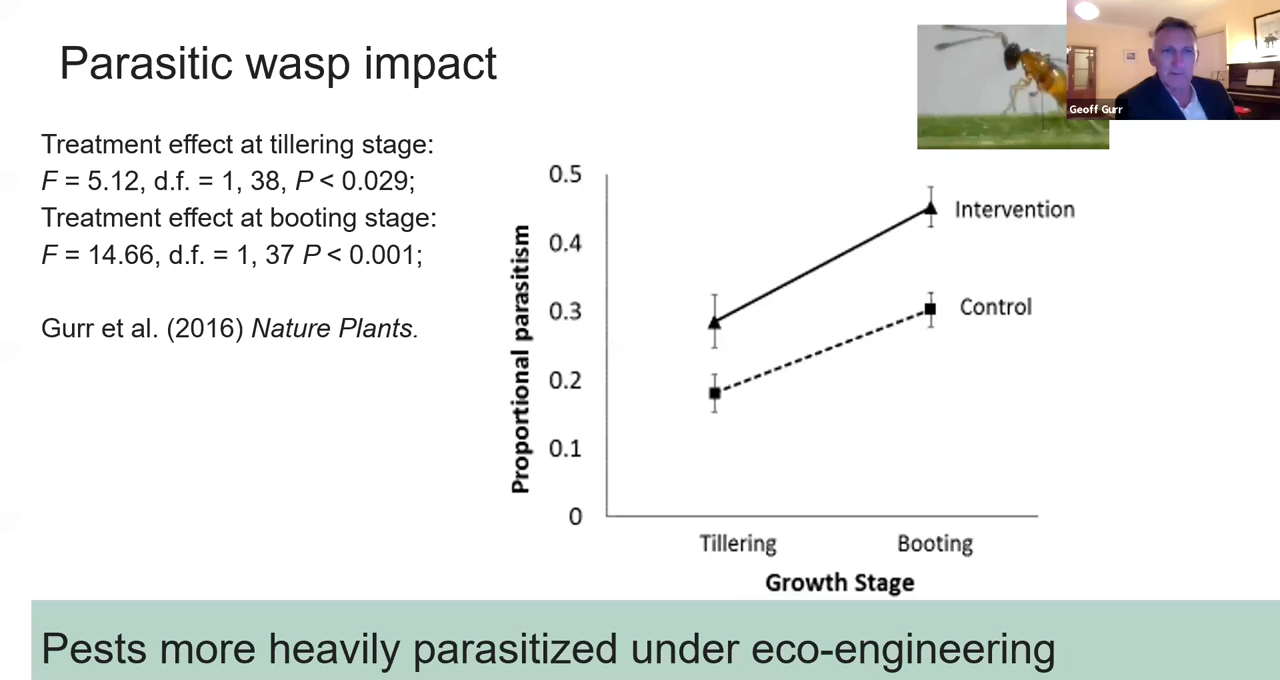 Parasitic wasp impact
Geoff Gurr
Treatment effect at tillering stage:
F = 5.12, d.f. = 1, 38, P < 0.029;
Treatment effect at booting stage:
F = 14.66, d.f. = 1, 37 P < 0.001;
Gurr et al. (2016) Nature Plants.
Proportional parasitism
0.5
0.4
0.3
0.2
0.1
0
Intervention
Control
Tillering
Booting
Growth Stage
Pests more heavily parasitized under eco-engineering